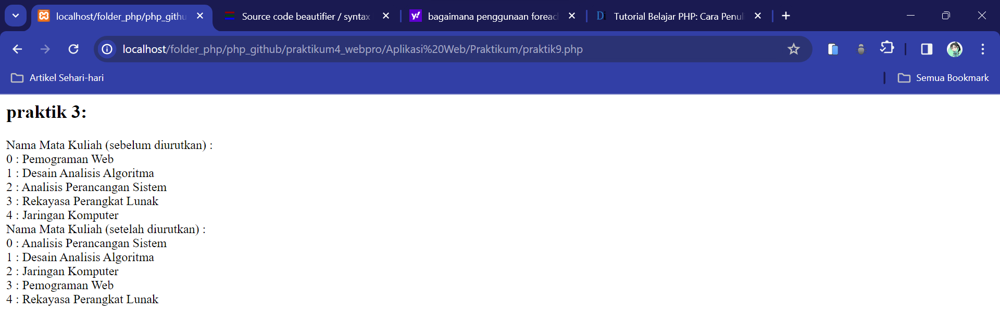 localhost/folder_php/php_githu
Source code beautifier / syntax
bagaimana penggunaan foreac
Tutorial Belajar PHP: Cara Penul
localhost/folder_php/php_github/praktikum4_webpro/Aplikasi%20Web/Praktikum/praktik9.php
Artikel Sehari-hari
Semua Bookmark
praktik 3:
Nama Mata Kuliah (sebelum diurutkan) :
0 : Pemograman Web
1 : Desain Analisis Algoritma
2 : Analisis Perancangan Sistem
3 : Rekayasa Perangkat Lunak
4 : Jaringan Komputer
Nama Mata Kuliah (setelah diurutkan) :
0 : Analisis Perancangan Sistem
1 : Desain Analisis Algoritma
2 : Jaringan Komputer
3 : Pemograman Web
4 : Rekayasa Perangkat Lunak